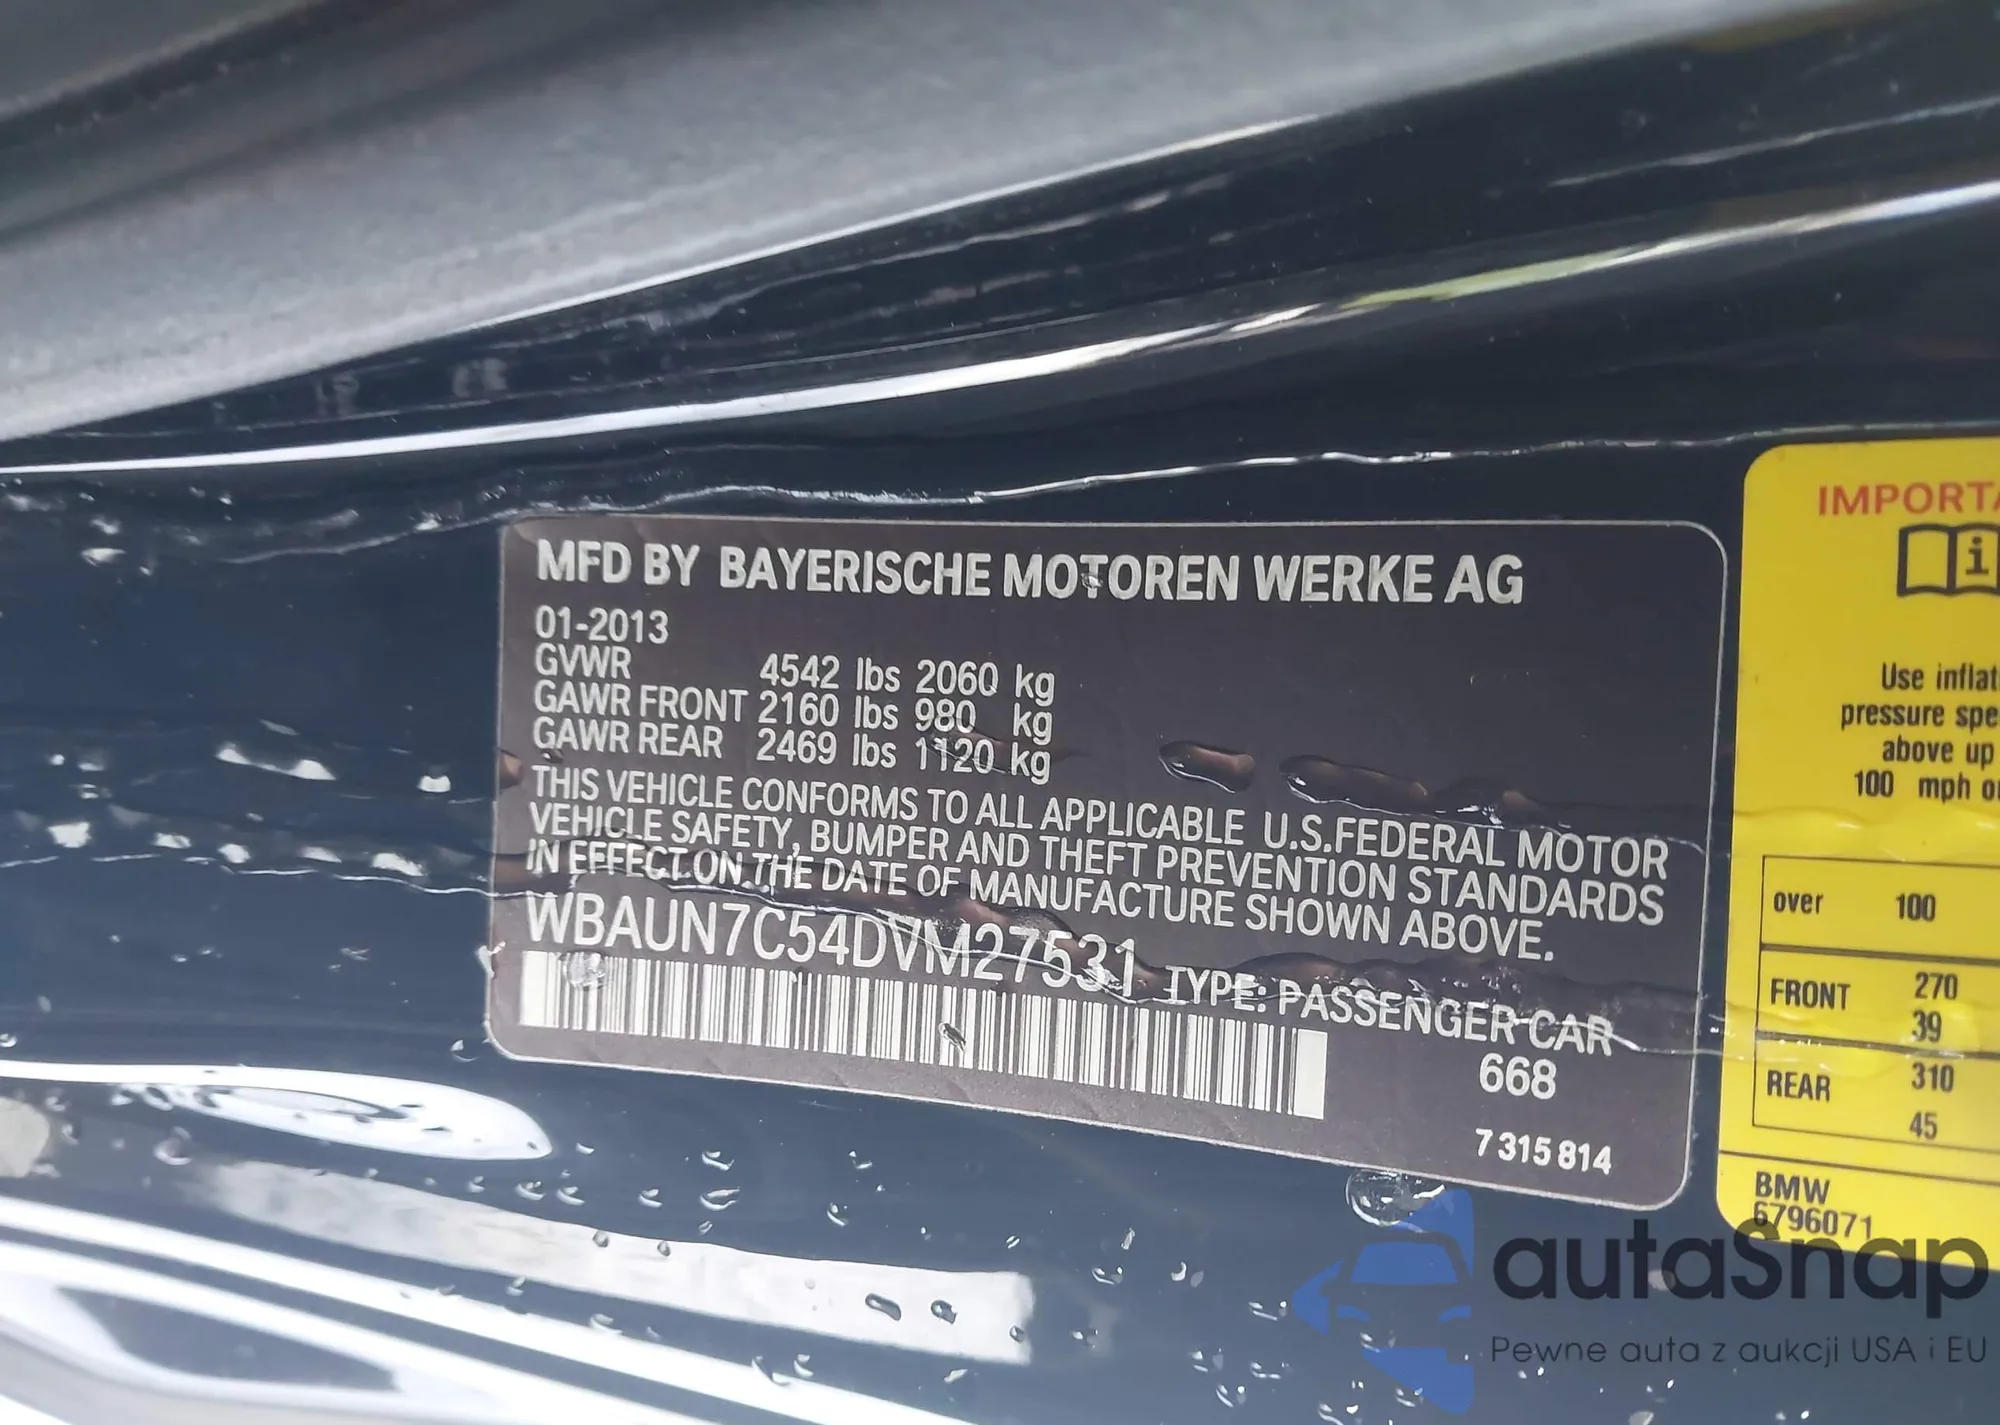 MFD BY BAYERISCHE MOTOREN WERKE AG
01-2013
GVWR 4542 lbs 2060 kg
GAWR FRONT 2160 lbs 980 kg
GAWR REAR 2469 lbs 1120 kg
THIS VEHICLE CONFORMS TO ALL APPLICABLE U.S.FEDERAL MOTOR
VEHICLE SAFETY, BUMPER AND THEFT PREVENTION STANDARDS
IN EFFECT ON THE DATE OF MANUFACTURE SHOWN ABOVE.
WBAUN7C54DVM27531 TYPE: PASSENGER CAR
668
7 315 814
IMPORTA
i
Use inflat
pressure spe
above up
100 mph o
over 100
FRONT 270
39
REAR 310
45
BMW
6796071
autoSnap
Pewne auta z aukcji USA i EU